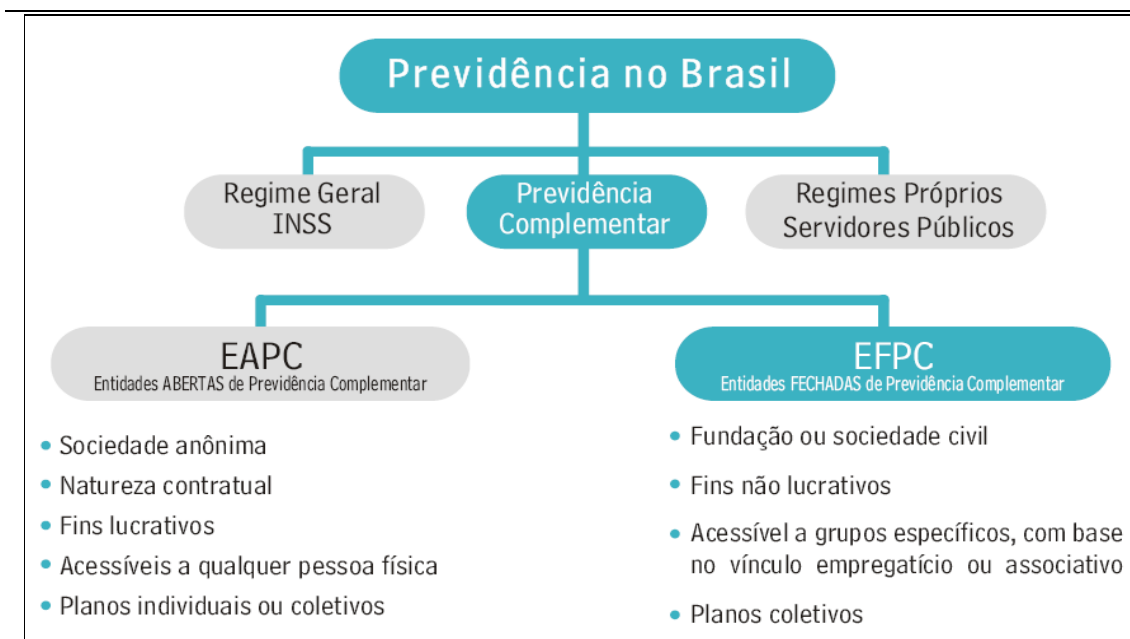 Previdência no Brasil
Regime Geral
INSS
Previdência
Complementar
Regimes Próprios
Servidores Públicos
EAPC
Entidades ABERTAS de Previdência Complementar
• Sociedade anônima
• Natureza contratual
• Fins lucrativos
• Acessíveis a qualquer pessoa física
• Planos individuais ou coletivos
EFPC
Entidades FECHADAS de Previdência Complementar
• Fundação ou sociedade civil
• Fins não lucrativos
• Acessível a grupos específicos, com base
no vínculo empregatício ou associativo
• Planos coletivos